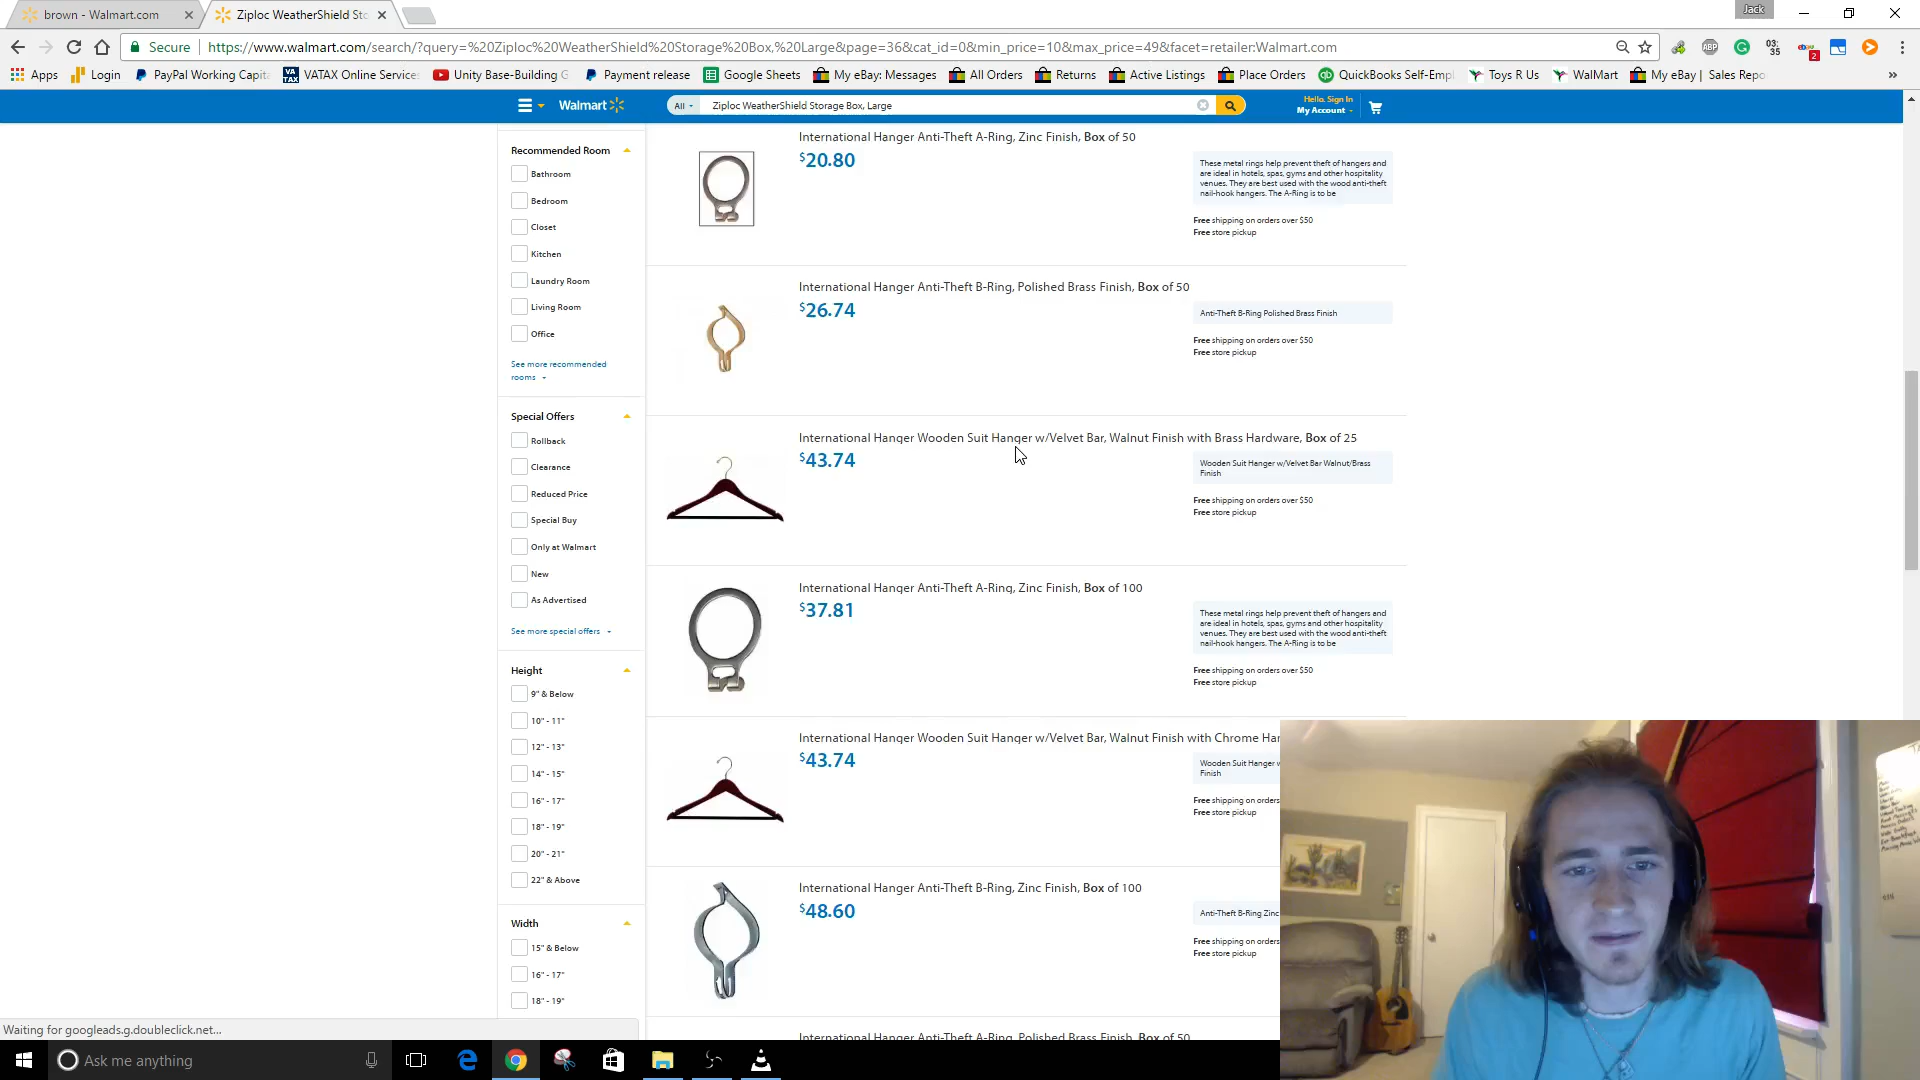 brown - Walmart.com
Ziploc WeatherShield Sto
Jack
Secure
https://www.walmart.com/search/?query=%20Ziploc%20WeatherShield%20Storage%20Box,%20Large&page=36&cat_id=0&min_price=10&max_price=49&facet=retailer:Walmart.com
ABP
03: 35
2
Apps
Login
PayPal Working Capita
VATAX Online Service
Unity Base-Building G
Payment release
Google Sheets
My eBay: Messages
All Orders
Returns
Active Listings
Place Orders
QuickBooks Self-Empl
Toys R Us
WalMart
My eBay | Sales Repo
Walmart
All
Ziploc WeatherShield Storage Box, Large
Hello. Sign In
My Account
Recommended Room
Bathroom
Bedroom
Closet
Kitchen
Laundry Room
Living Room
Office
See more recommended
rooms
Special Offers
Rollback
Clearance
Reduced Price
Special Buy
Only at Walmart
New
As Advertised
See more special offers
Height
9" & Below
10" - 11"
12" - 13"
14" - 15"
16" - 17"
18" - 19"
20" - 21"
22" & Above
Width
15" & Below
16" - 17"
18" - 19"
International Hanger Anti-Theft A-Ring, Zinc Finish, Box of 50
$20.80
These metal rings help prevent theft of hangers and
are ideal in hotels, spas, gyms and other hospitality
venues. They are best used with the wood anti-theft
nail-hook hangers. The A-Ring is to be
Free shipping on orders over $50
Free store pickup
International Hanger Anti-Theft B-Ring, Polished Brass Finish, Box of 50
$26.74
Anti-Theft B-Ring Polished Brass Finish
Free shipping on orders over $50
Free store pickup
International Hanger Wooden Suit Hanger w/Velvet Bar, Walnut Finish with Brass Hardware, Box of 25
$43.74
Wooden Suit Hanger w/Velvet Bar Walnut/Brass
Finish
Free shipping on orders over $50
Free store pickup
International Hanger Anti-Theft A-Ring, Zinc Finish, Box of 100
$37.81
These metal rings help prevent theft of hangers and
are ideal in hotels, spas, gyms and other hospitality
venues. They are best used with the wood anti-theft
nail-hook hangers. The A-Ring is to be
Free shipping on orders over $50
Free store pickup
International Hanger Wooden Suit Hanger w/Velvet Bar, Walnut Finish with Chrome Har
$43.74
Wooden Suit Hanger w
Finish
Free shipping on orders
Free store pickup
International Hanger Anti-Theft B-Ring, Zinc Finish, Box of 100
$48.60
Anti-Theft B-Ring Zinc
Free shipping on orders
Free store pickup
International Hanger Anti-Theft A-Ring, Polished Brass Finish, Box of 50
Waiting for googleads.g.doubleclick.net...
Ask me anything